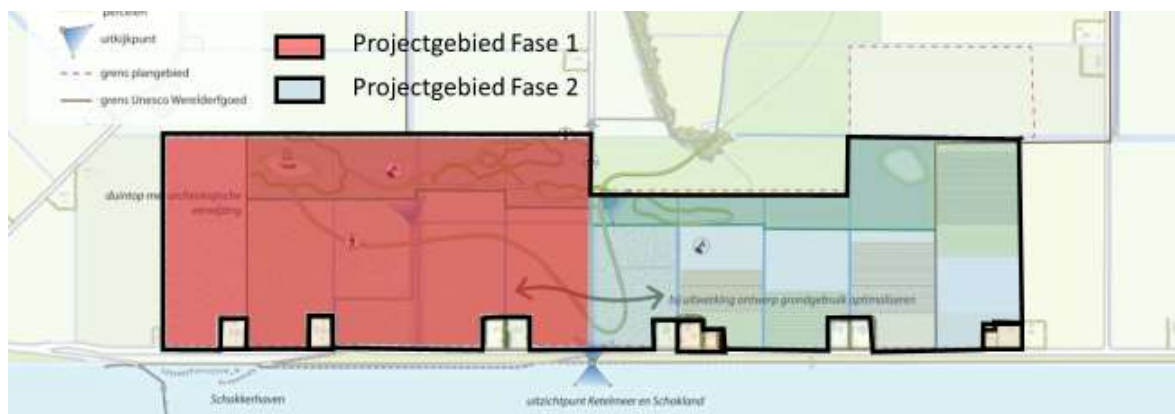 percelen
uitkijkpunt
grens plangebied
grens Unesco Werelderfgoed
Projectgebied Fase 1
Projectgebied Fase 2
duintop met archeologische
verwijzing
bij uitwerking ontwerp grondgebruik optimaliseren
Schokkerhaven
uitzichtpunt Ketelmeer en Schokland